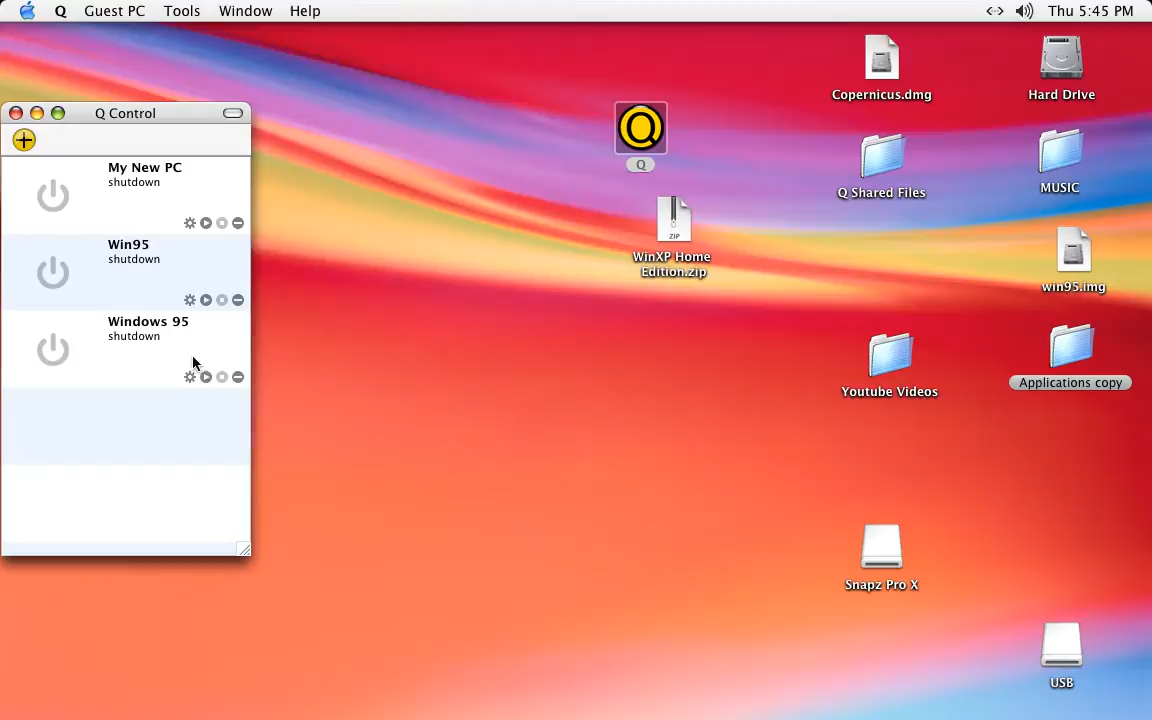 Q Guest PC Tools Window Help Thu 5:45 PM
Q Control
My New PC
shutdown
Win95
shutdown
Windows 95
shutdown
Q
ZIP
WinXP Home
Edition.zip
Copernicus.dmg
Hard DrIve
Q Shared Files
MUSIC
win95.img
Youtube Videos
Applications copy
Snapz Pro X
USB